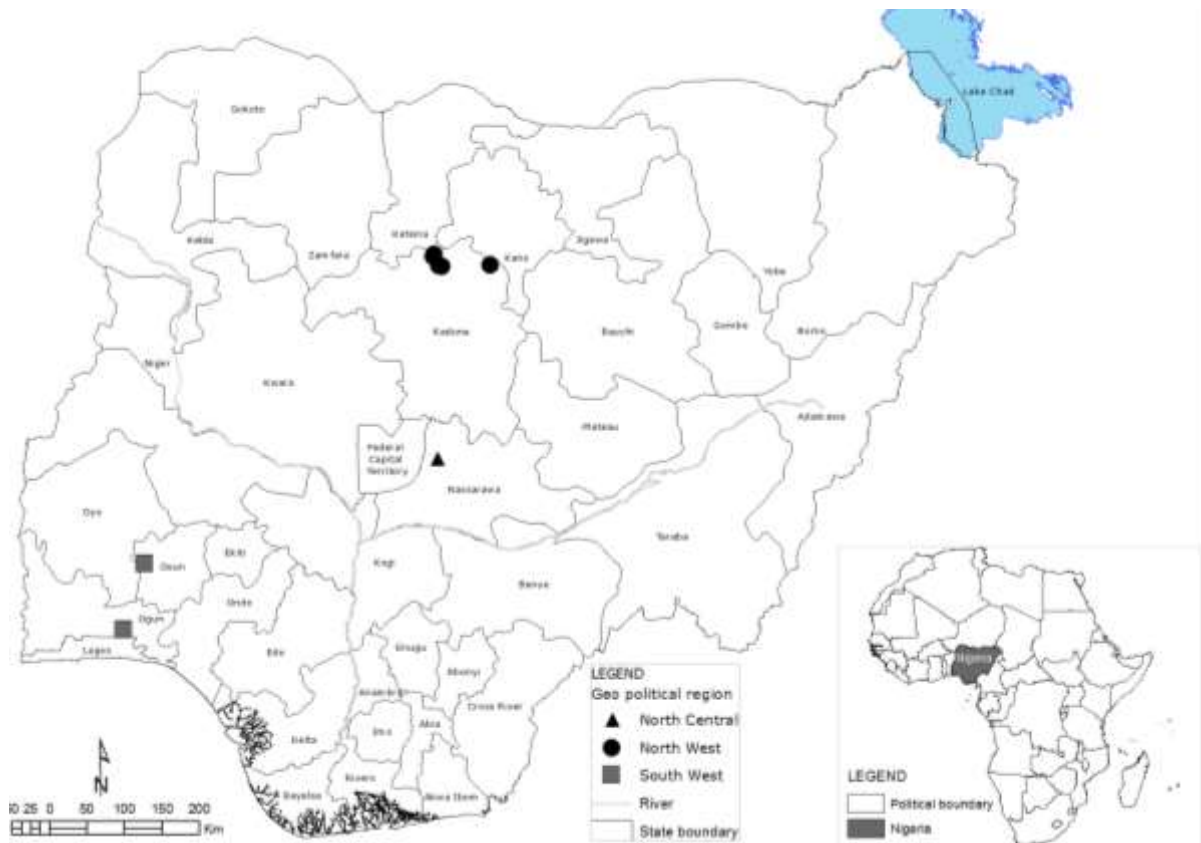 Lake Chad
Sokoto
Katsina
Kebbi
Zamfara
Kano
Jigawa
Yobe
Kaduna
Bauchi
Gombe
Borno
Niger
Kwara
Adamawa
Plateau
Federal
Capital
Territory
Nassarawa
Oyo
Taraba
Ekiti
Osun
Kogi
Benue
Ondo
Ogun
Edo
Enugu
Lagos
Ebonyi
Anambra
Cross River
Abia
Imo
Delta
Rivers
Bayelsa
Akwa Ibom
N
0 25 50 100 150 200
Km
LEGEND
Geo political region
North Central
North West
South West
River
State boundary
Nigeria
LEGEND
Political boundary
Nigeria